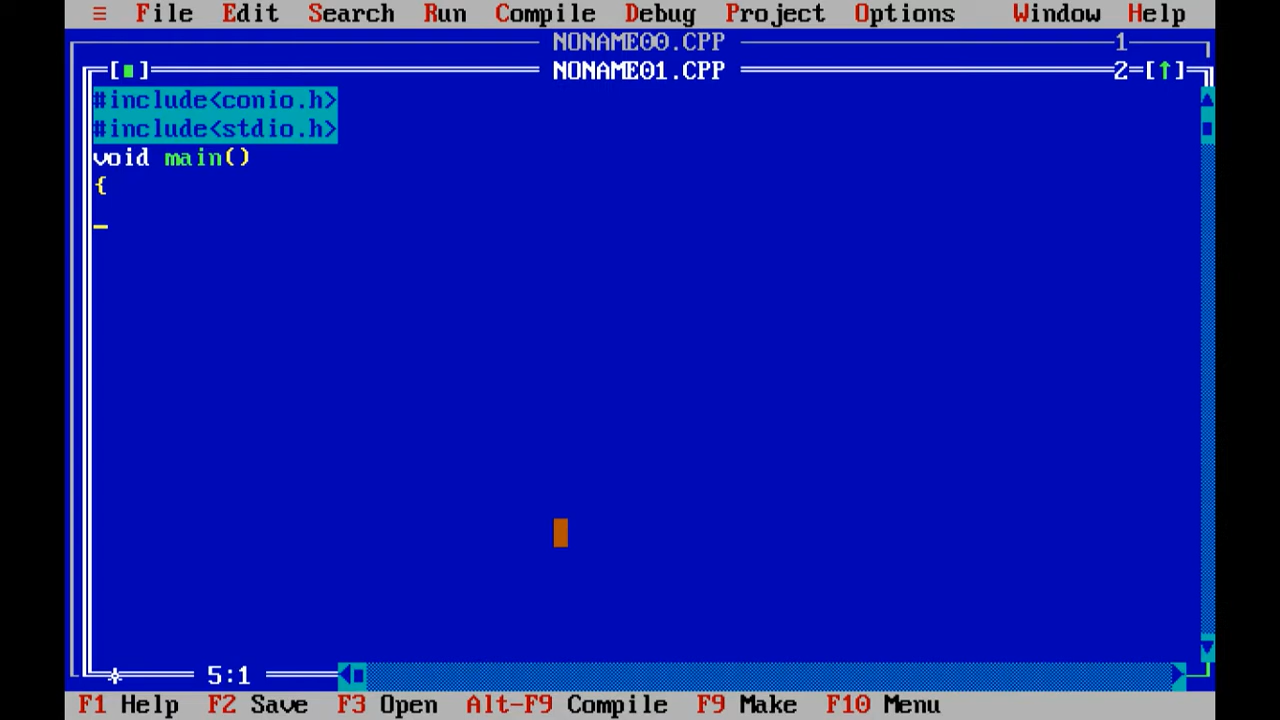 ≡ File Edit Search Run Compile Debug Project Options Window Help
NONAME00.CPP 1
[■] NONAME01.CPP 2=[↑]
#include<conio.h>
#include<stdio.h>
void main()
{
5:1
F1 Help F2 Save F3 Open Alt-F9 Compile F9 Make F10 Menu